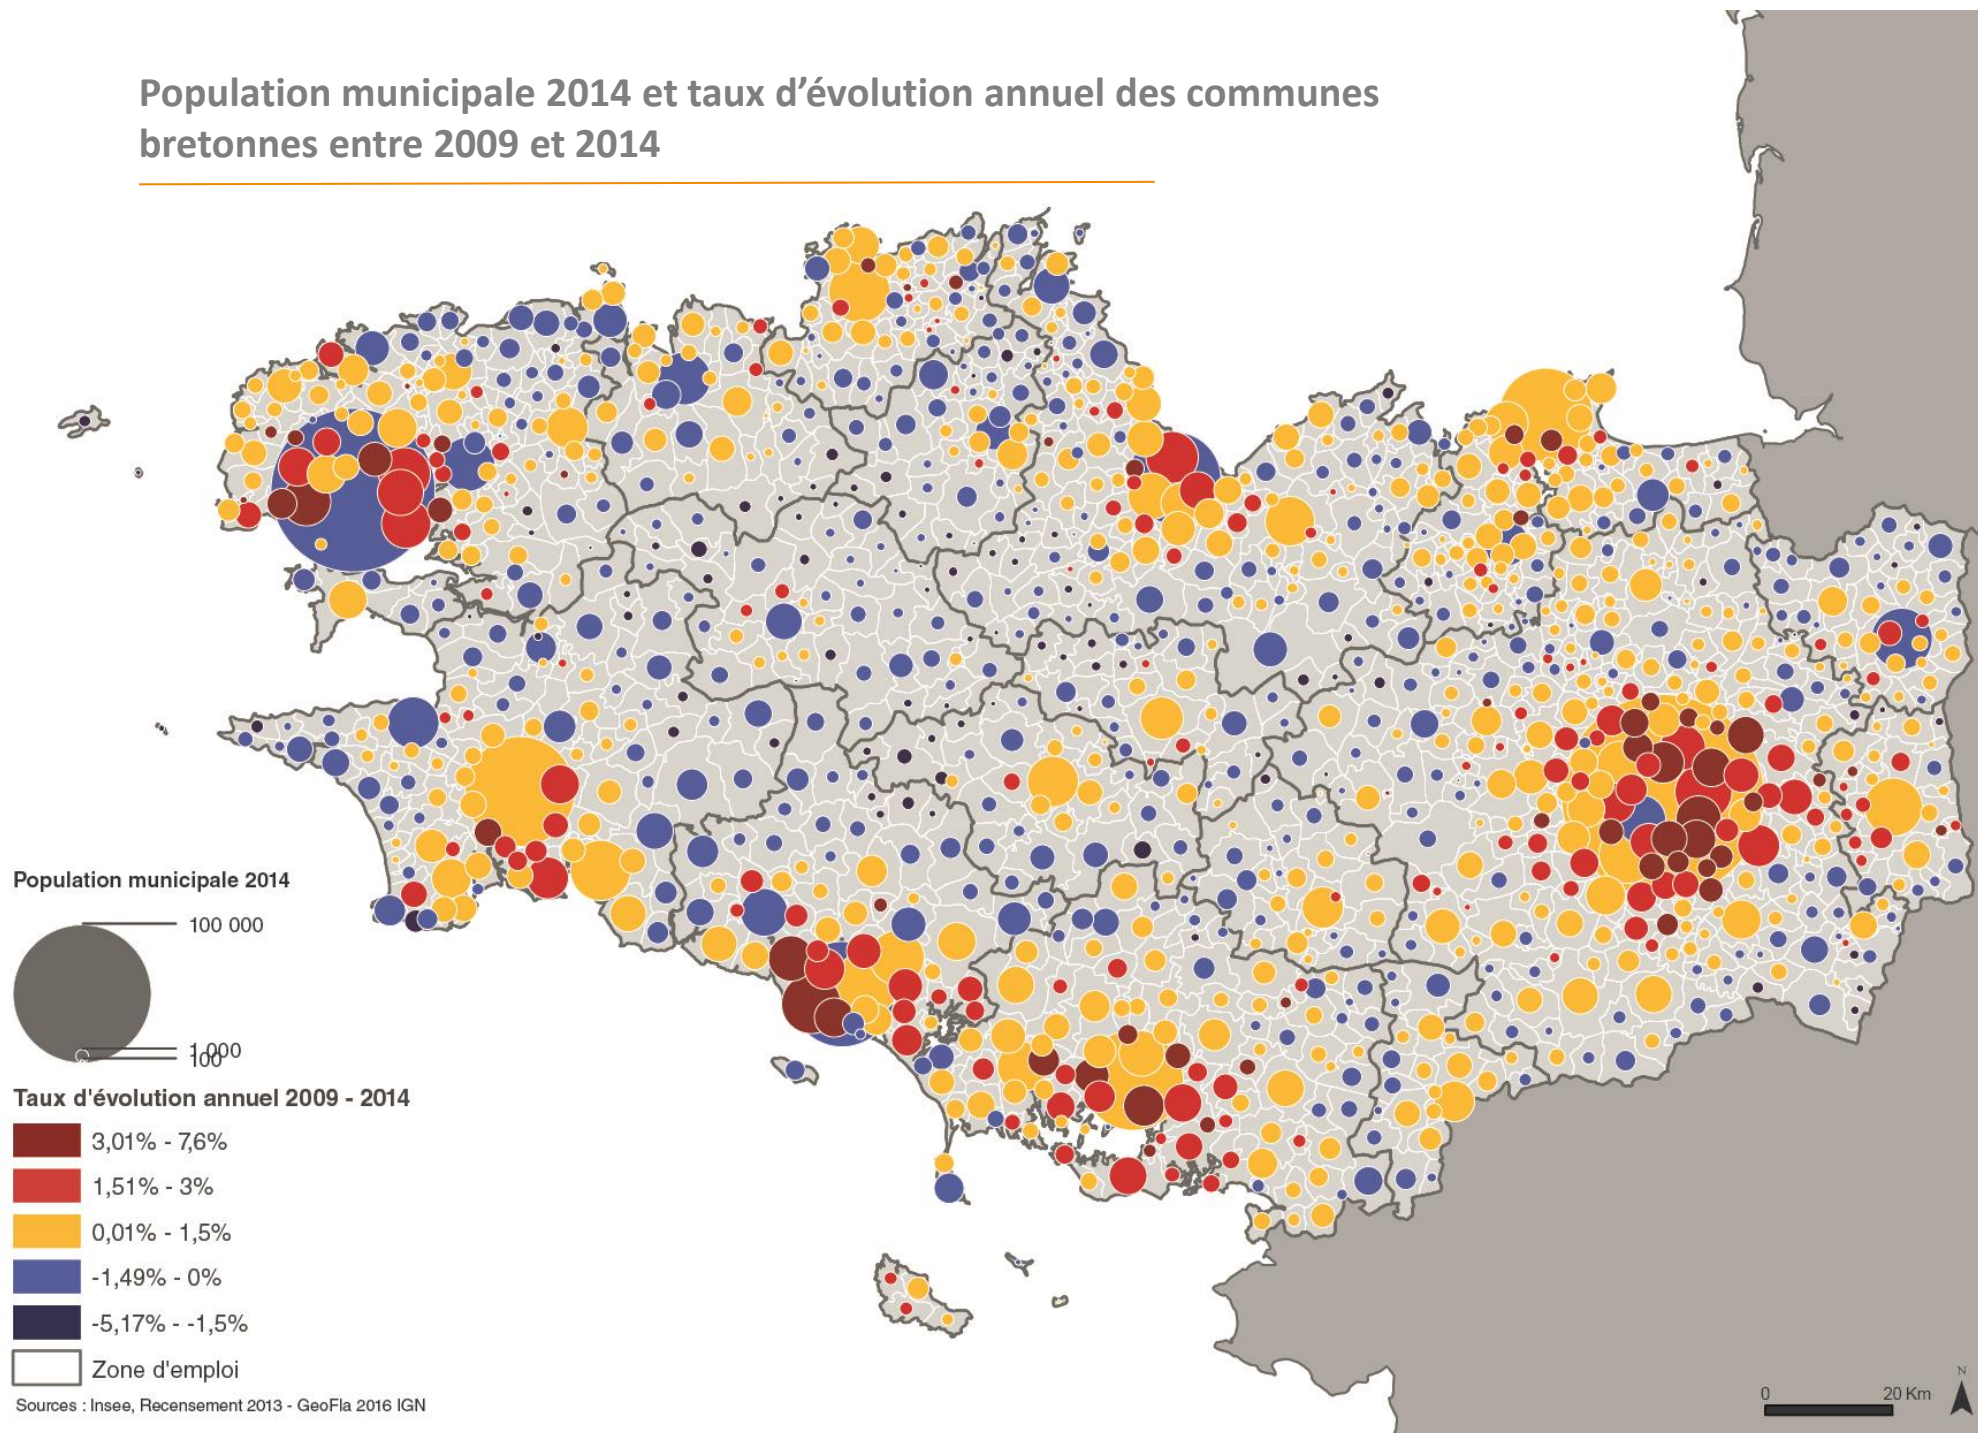 Population municipale 2014 et taux d’évolution annuel des communes
bretonnes entre 2009 et 2014
Population municipale 2014
100 000
1 000
100
Taux d'évolution annuel 2009 - 2014
3,01% - 7,6%
1,51% - 3%
0,01% - 1,5%
-1,49% - 0%
-5,17% - -1,5%
Zone d'emploi
Sources : Insee, Recensement 2013 - GeoFla 2016 IGN
N
0 20 Km